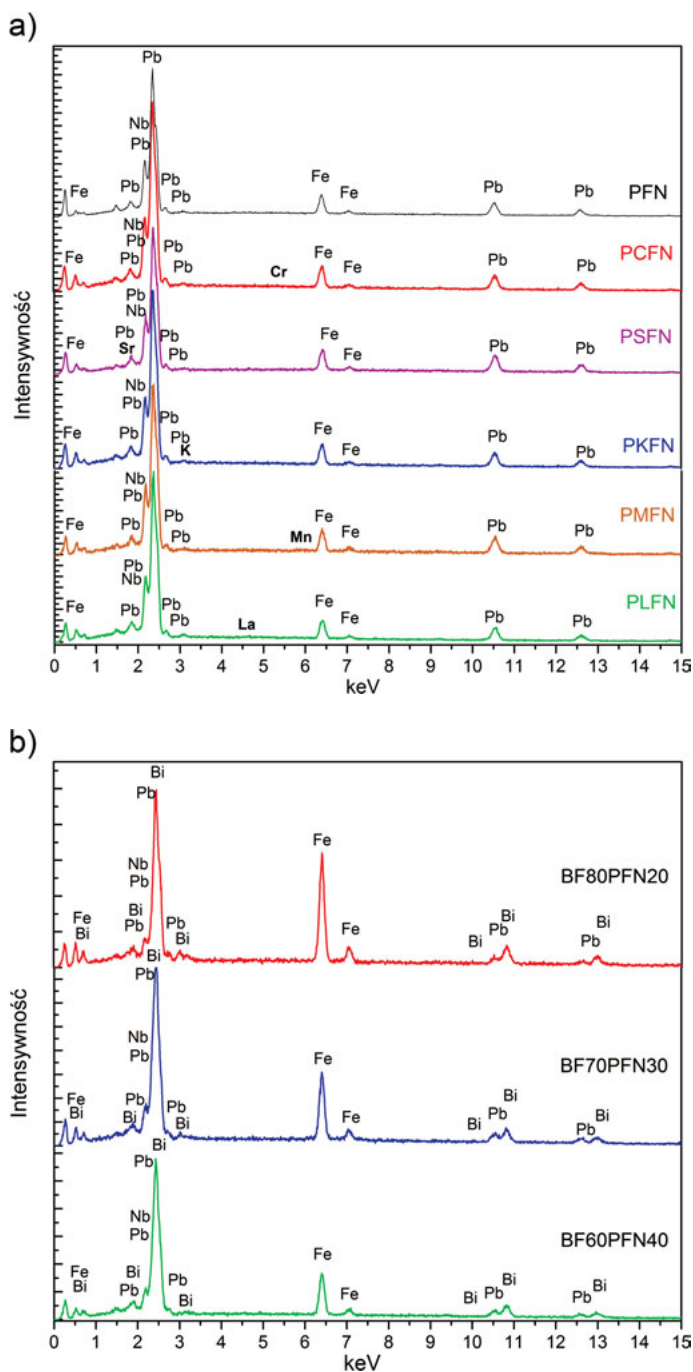 a)
Intensywność
Pb
Nb
Pb
Fe
Pb
Pb
Pb
Fe
Fe
Pb
Pb
PFN
Nb
Pb
Fe
Pb
Pb
Pb
Cr
Fe
Fe
Pb
Pb
PCFN
Pb
Nb
Fe
Pb
Sr
Pb
Pb
Fe
Fe
Pb
Pb
PSFN
Nb
Pb
Fe
Pb
Pb
Pb
K
Fe
Fe
Pb
Pb
PKFN
Nb
Pb
Fe
Pb
Pb
Pb
Mn
Fe
Fe
Pb
Pb
PMFN
Pb
Nb
Fe
Pb
Pb
Pb
La
Fe
Fe
Pb
Pb
PLFN
0 1 2 3 4 5 6 7 8 9 10 11 12 13 14 15
keV
b)
Intensywność
Bi
Pb
Nb
Pb
Fe
Bi
Bi
Pb
Pb
Bi
Fe
Fe
Bi
Bi
Pb
Bi
BF80PFN20
Bi
Pb
Nb
Pb
Fe
Bi
Pb
Bi
Pb
Bi
Fe
Fe
Bi
Pb
Bi
Pb
Bi
BF70PFN30
Bi
Pb
Nb
Pb
Fe
Bi
Bi
Pb
Pb
Bi
Fe
Fe
Bi
Pb
Bi
Pb
Bi
BF60PFN40
0 1 2 3 4 5 6 7 8 9 10 11 12 13 14 15
keV